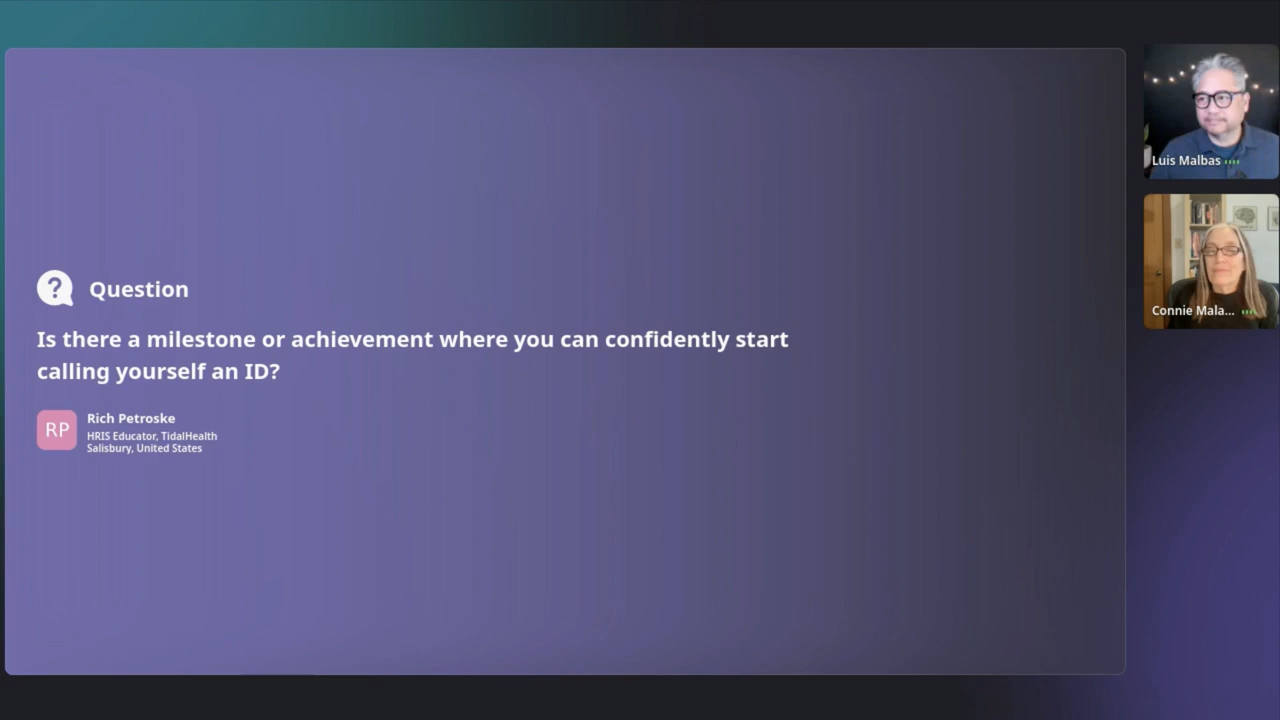 Question
Is there a milestone or achievement where you can confidently start
calling yourself an ID?
RP
Rich Petroske
HRIS Educator, TidalHealth
Salisbury, United States
Luis Malbas
Connie Mala...